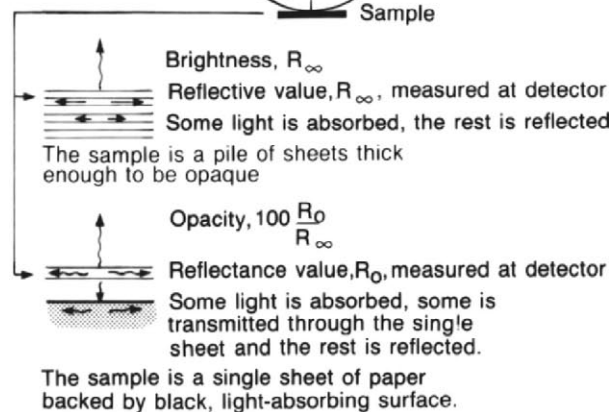 Sample
Brightness, R∞
Reflective value, R∞, measured at detector
Some light is absorbed, the rest is reflected
The sample is a pile of sheets thick
enough to be opaque
Opacity, 100 Ro/R∞
Reflectance value, Ro, measured at detector
Some light is absorbed, some is
transmitted through the single
sheet and the rest is reflected.
The sample is a single sheet of paper
backed by black, light-absorbing surface.